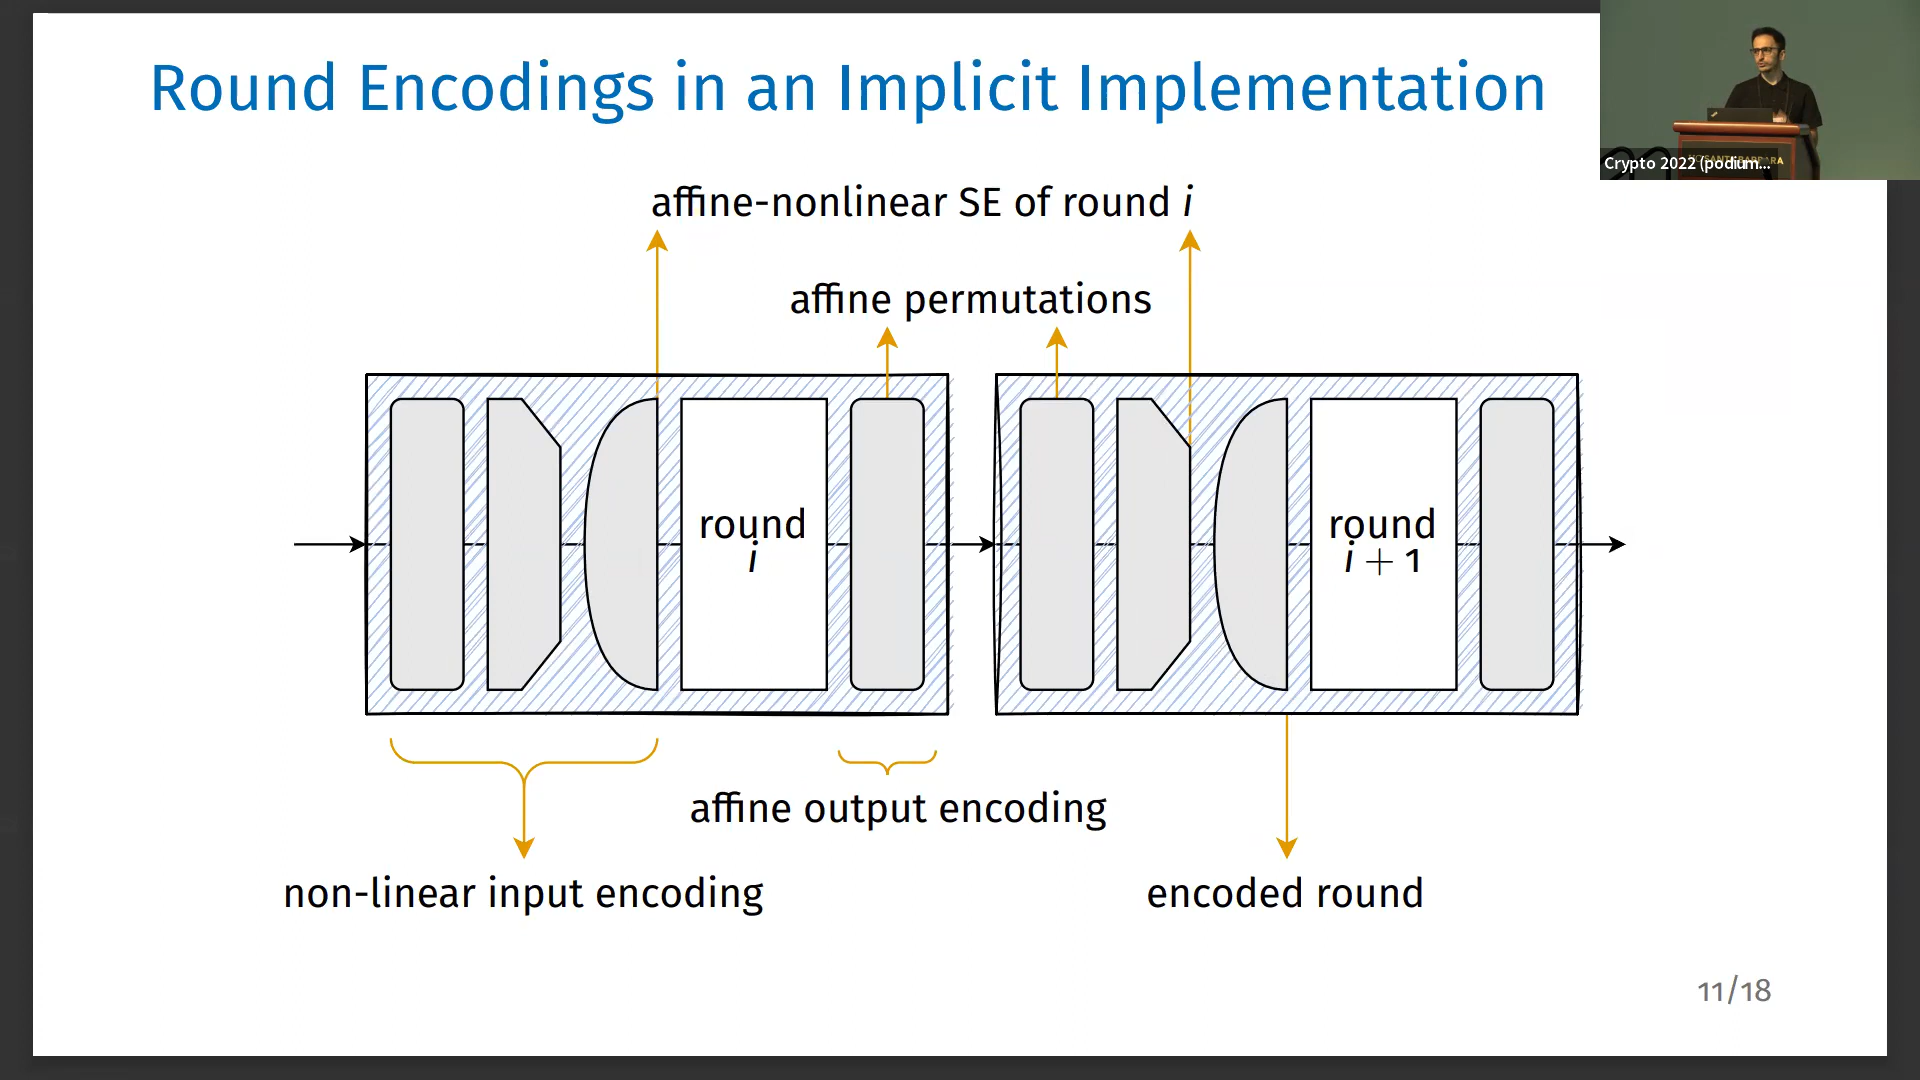 Round Encodings in an Implicit Implementation
Crypto 2022 (podium...
affine-nonlinear SE of round i
affine permutations
round
i
round
i + 1
affine output encoding
non-linear input encoding
encoded round
11/18